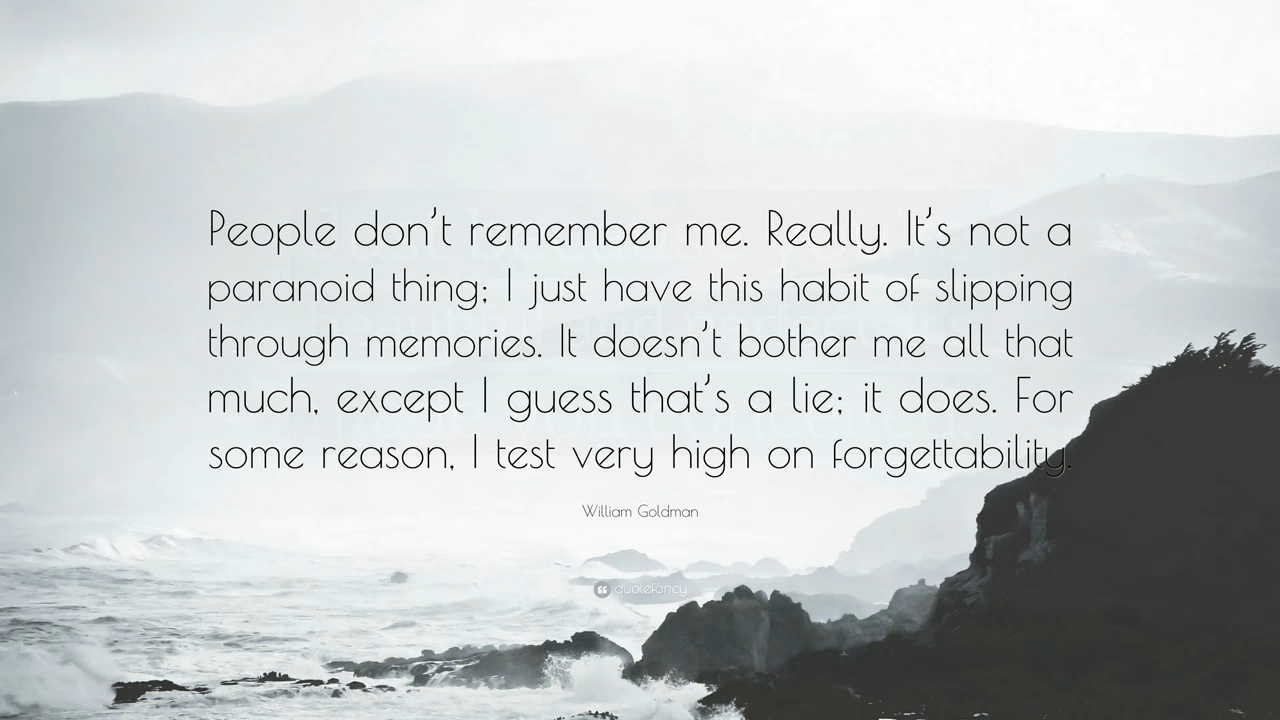 People don’t remember me. Really. It’s not a
paranoid thing; I just have this habit of slipping
through memories. It doesn’t bother me all that
much, except I guess that’s a lie; it does. For
some reason, I test very high on forgettability.
William Goldman
quotefancy